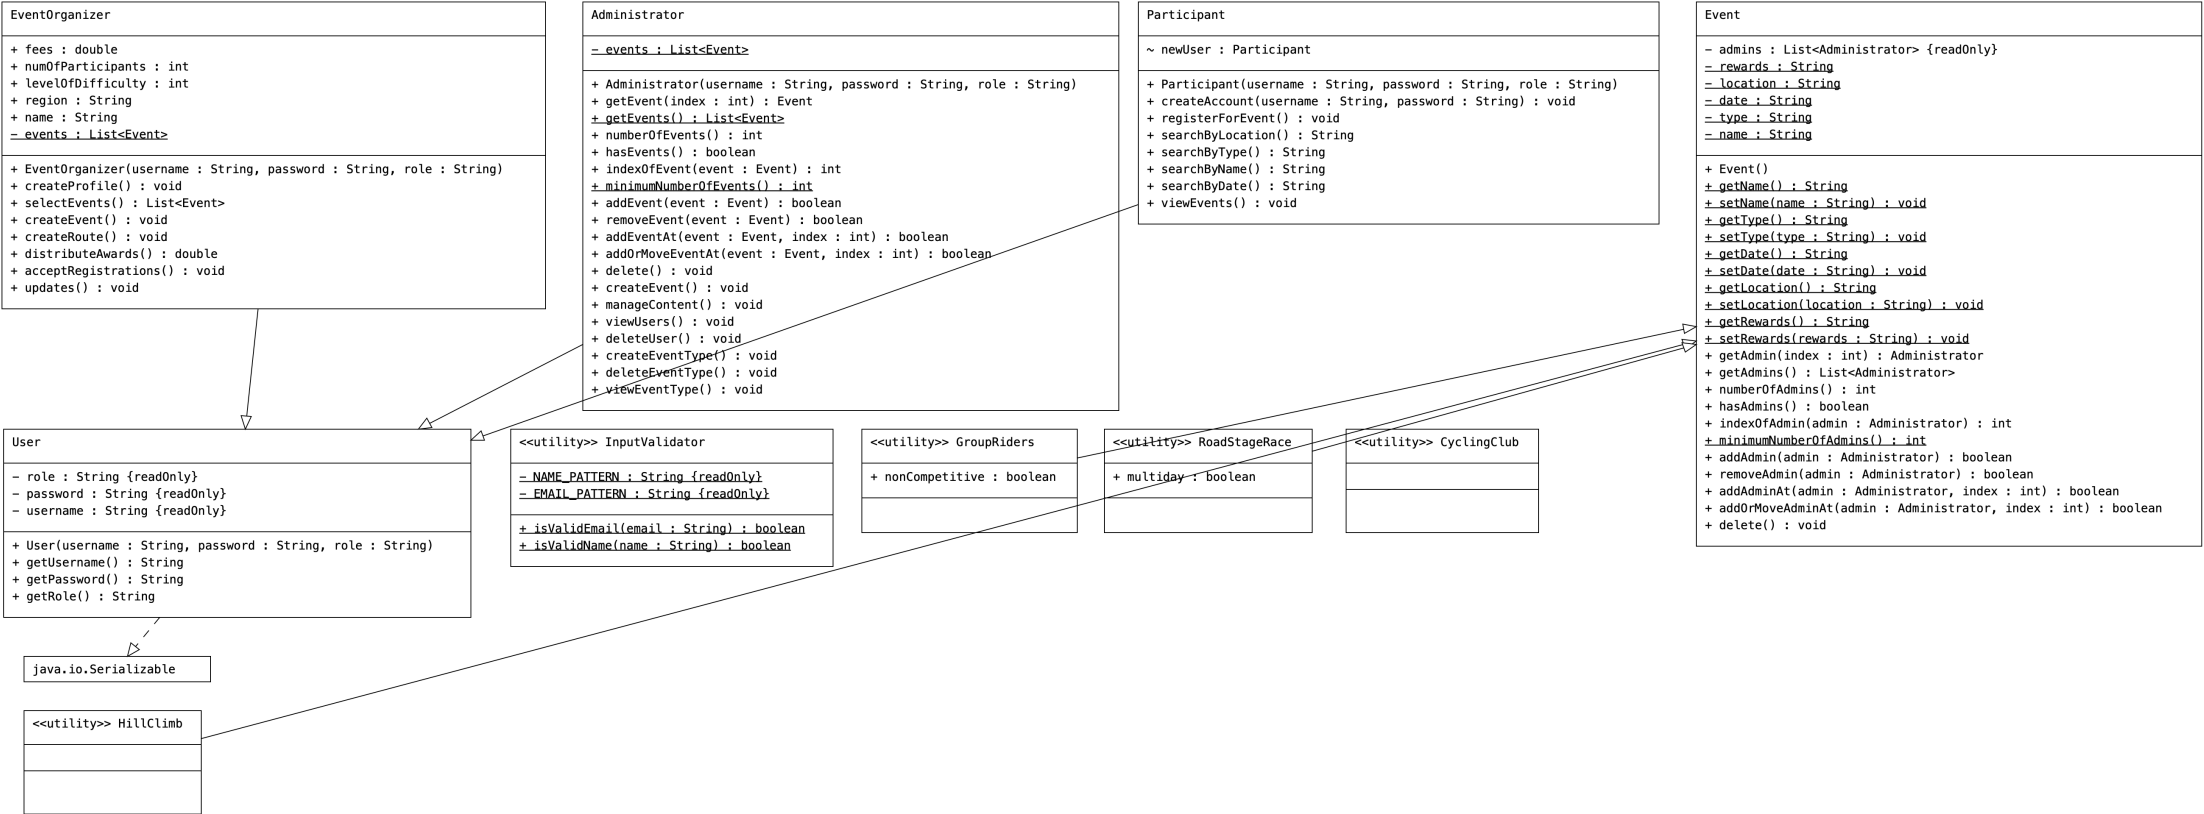 EventOrganizer
+ fees : double
+ numOfParticipants : int
+ levelOfDifficulty : int
+ region : String
+ name : String
− events : List<Event>
+ EventOrganizer(username : String, password : String, role : String)
+ createProfile() : void
+ selectEvents() : List<Event>
+ createEvent() : void
+ createRoute() : void
+ distributeAwards() : double
+ acceptRegistrations() : void
+ updates() : void
Administrator
− events : List<Event>
+ Administrator(username : String, password : String, role : String)
+ getEvent(index : int) : Event
+ getEvents() : List<Event>
+ numberOfEvents() : int
+ hasEvents() : boolean
+ indexOfEvent(event : Event) : int
+ minimumNumberOfEvents() : int
+ addEvent(event : Event) : boolean
+ removeEvent(event : Event) : boolean
+ addEventAt(event : Event, index : int) : boolean
+ addOrMoveEventAt(event : Event, index : int) : boolean
+ delete() : void
+ createEvent() : void
+ manageContent() : void
+ viewUsers() : void
+ deleteUser() : void
+ createEventType() : void
+ deleteEventType() : void
+ viewEventType() : void
Participant
~ newUser : Participant
+ Participant(username : String, password : String, role : String)
+ createAccount(username : String, password : String) : void
+ registerForEvent() : void
+ searchByLocation() : String
+ searchByType() : String
+ searchByName() : String
+ searchByDate() : String
+ viewEvents() : void
Event
− admins : List<Administrator> {readOnly}
− rewards : String
− location : String
− date : String
− type : String
− name : String
+ Event()
+ getName() : String
+ setName(name : String) : void
+ getType() : String
+ setType(type : String) : void
+ getDate() : String
+ setDate(date : String) : void
+ getLocation() : String
+ setLocation(location : String) : void
+ getRewards() : String
+ setRewards(rewards : String) : void
+ getAdmin(index : int) : Administrator
+ getAdmins() : List<Administrator>
+ numberOfAdmins() : int
+ hasAdmins() : boolean
+ indexOfAdmin(admin : Administrator) : int
+ minimumNumberOfAdmins() : int
+ addAdmin(admin : Administrator) : boolean
+ removeAdmin(admin : Administrator) : boolean
+ addAdminAt(admin : Administrator, index : int) : boolean
+ addOrMoveAdminAt(admin : Administrator, index : int) : boolean
+ delete() : void
User
− role : String {readOnly}
− password : String {readOnly}
− username : String {readOnly}
+ User(username : String, password : String, role : String)
+ getUsername() : String
+ getPassword() : String
+ getRole() : String
<<utility>> InputValidator
− NAME_PATTERN : String {readOnly}
− EMAIL_PATTERN : String {readOnly}
+ isValidEmail(email : String) : boolean
+ isValidName(name : String) : boolean
<<utility>> GroupRiders
+ nonCompetitive : boolean
<<utility>> RoadStageRace
+ multiday : boolean
<<utility>> CyclingClub
java.io.Serializable
<<utility>> HillClimb